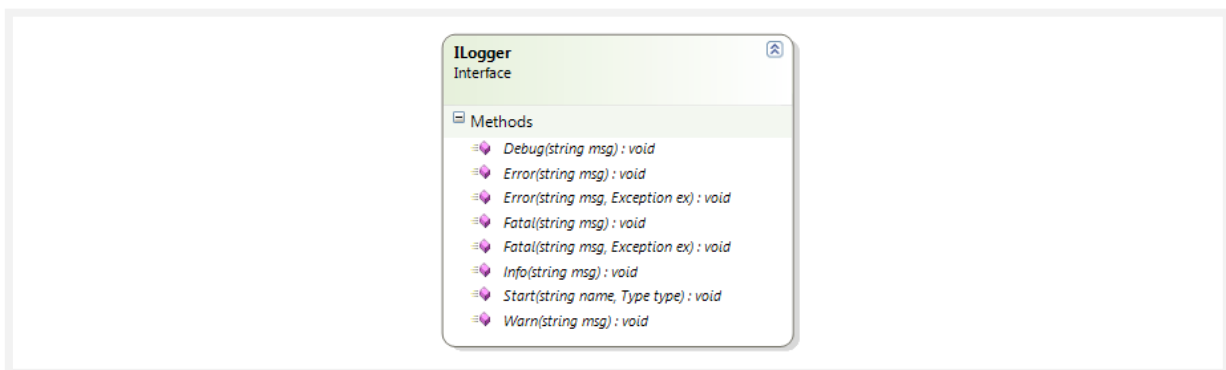 ILogger
Interface
Methods
Debug(string msg) : void
Error(string msg) : void
Error(string msg, Exception ex) : void
Fatal(string msg) : void
Fatal(string msg, Exception ex) : void
Info(string msg) : void
Start(string name, Type type) : void
Warn(string msg) : void